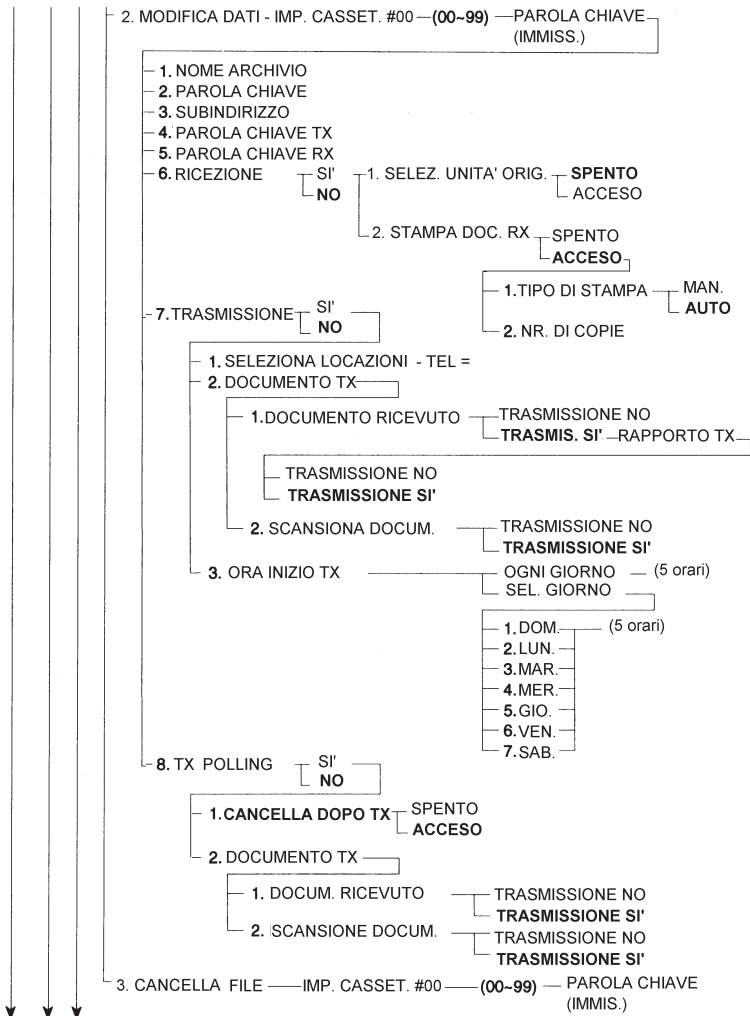 2. MODIFICA DATI - IMP. CASSET. #00 (00~99) PAROLA CHIAVE
(IMMISS.)
1. NOME ARCHIVIO
2. PAROLA CHIAVE
3. SUBINDIRIZZO
4. PAROLA CHIAVE TX
5. PAROLA CHIAVE RX
6. RICEZIONE SI' 1. SELEZ. UNITA' ORIG. SPENTO
NO ACCESO
2. STAMPA DOC. RX SPENTO
ACCESO
1. TIPO DI STAMPA MAN.
AUTO
2. NR. DI COPIE
7. TRASMISSIONE SI'
NO
1. SELEZIONA LOCAZIONI - TEL =
2. DOCUMENTO TX
1. DOCUMENTO RICEVUTO TRASMISSIONE NO
TRASMIS. SI' RAPPORTO TX
TRASMISSIONE NO
TRASMISSIONE SI'
2. SCANSIONA DOCUM. TRASMISSIONE NO
TRASMISSIONE SI'
3. ORA INIZIO TX OGNI GIORNO (5 orari)
SEL. GIORNO
1. DOM. (5 orari)
2. LUN.
3. MAR.
4. MER.
5. GIO.
6. VEN.
7. SAB.
8. TX POLLING SI'
NO
1. CANCELLA DOPO TX SPENTO
ACCESO
2. DOCUMENTO TX
1. DOCUM. RICEVUTO TRASMISSIONE NO
TRASMISSIONE SI'
2. SCANSIONE DOCUM. TRASMISSIONE NO
TRASMISSIONE SI'
3. CANCELLA FILE IMP. CASSET. #00 (00~99) PAROLA CHIAVE
(IMMIS.)